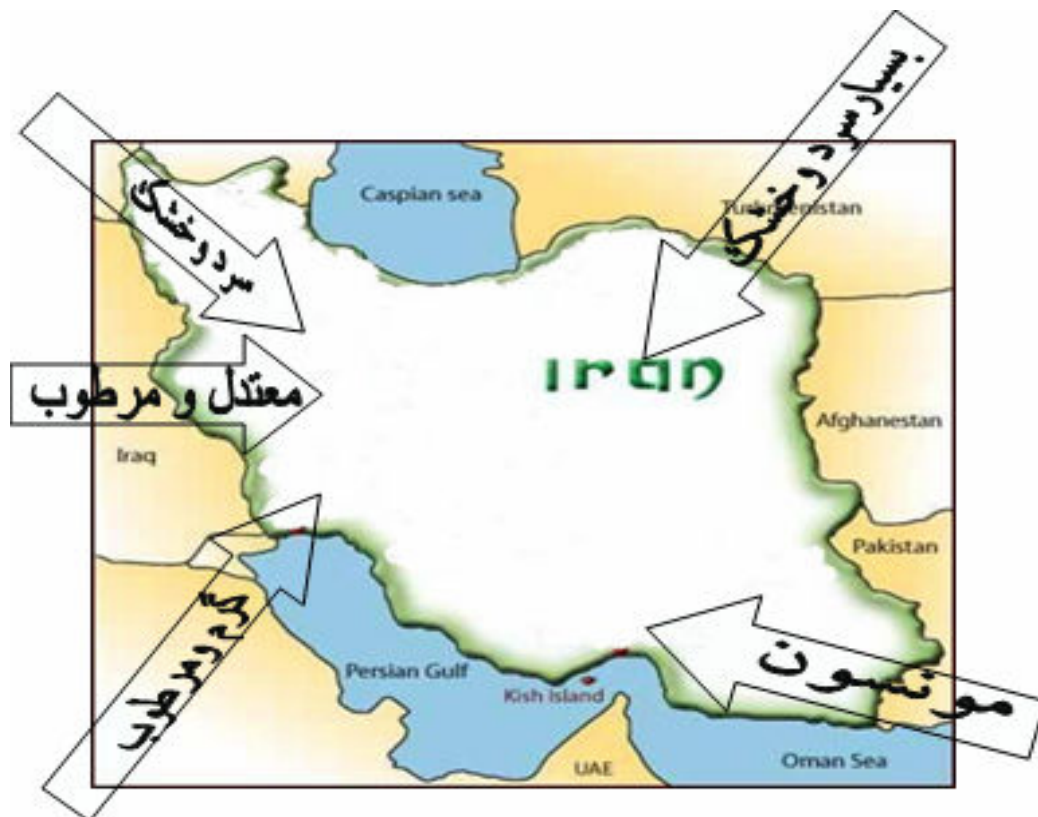 بسیار سرد و خشک
سرد و خشک
Caspian sea
Turkmenistan
Iran
معتدل و مرطوب
Afghanestan
Iraq
Pakistan
گرم و مرطوب
Persian Gulf
Kish Island
مونسون
Oman Sea
UAE